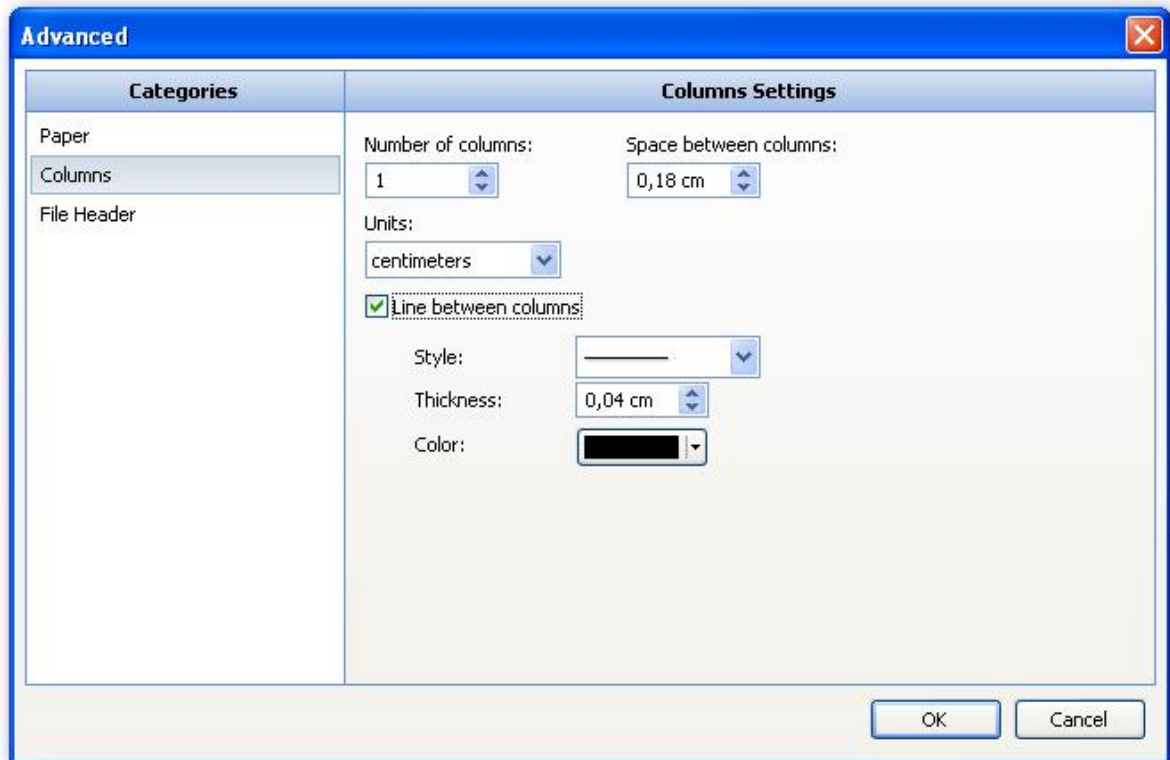 Advanced
Categories
Columns Settings
Paper
Columns
File Header
Number of columns:
Space between columns:
1
0,18 cm
Units:
centimeters
Line between columns
Style:
Thickness:
0,04 cm
Color:
OK
Cancel